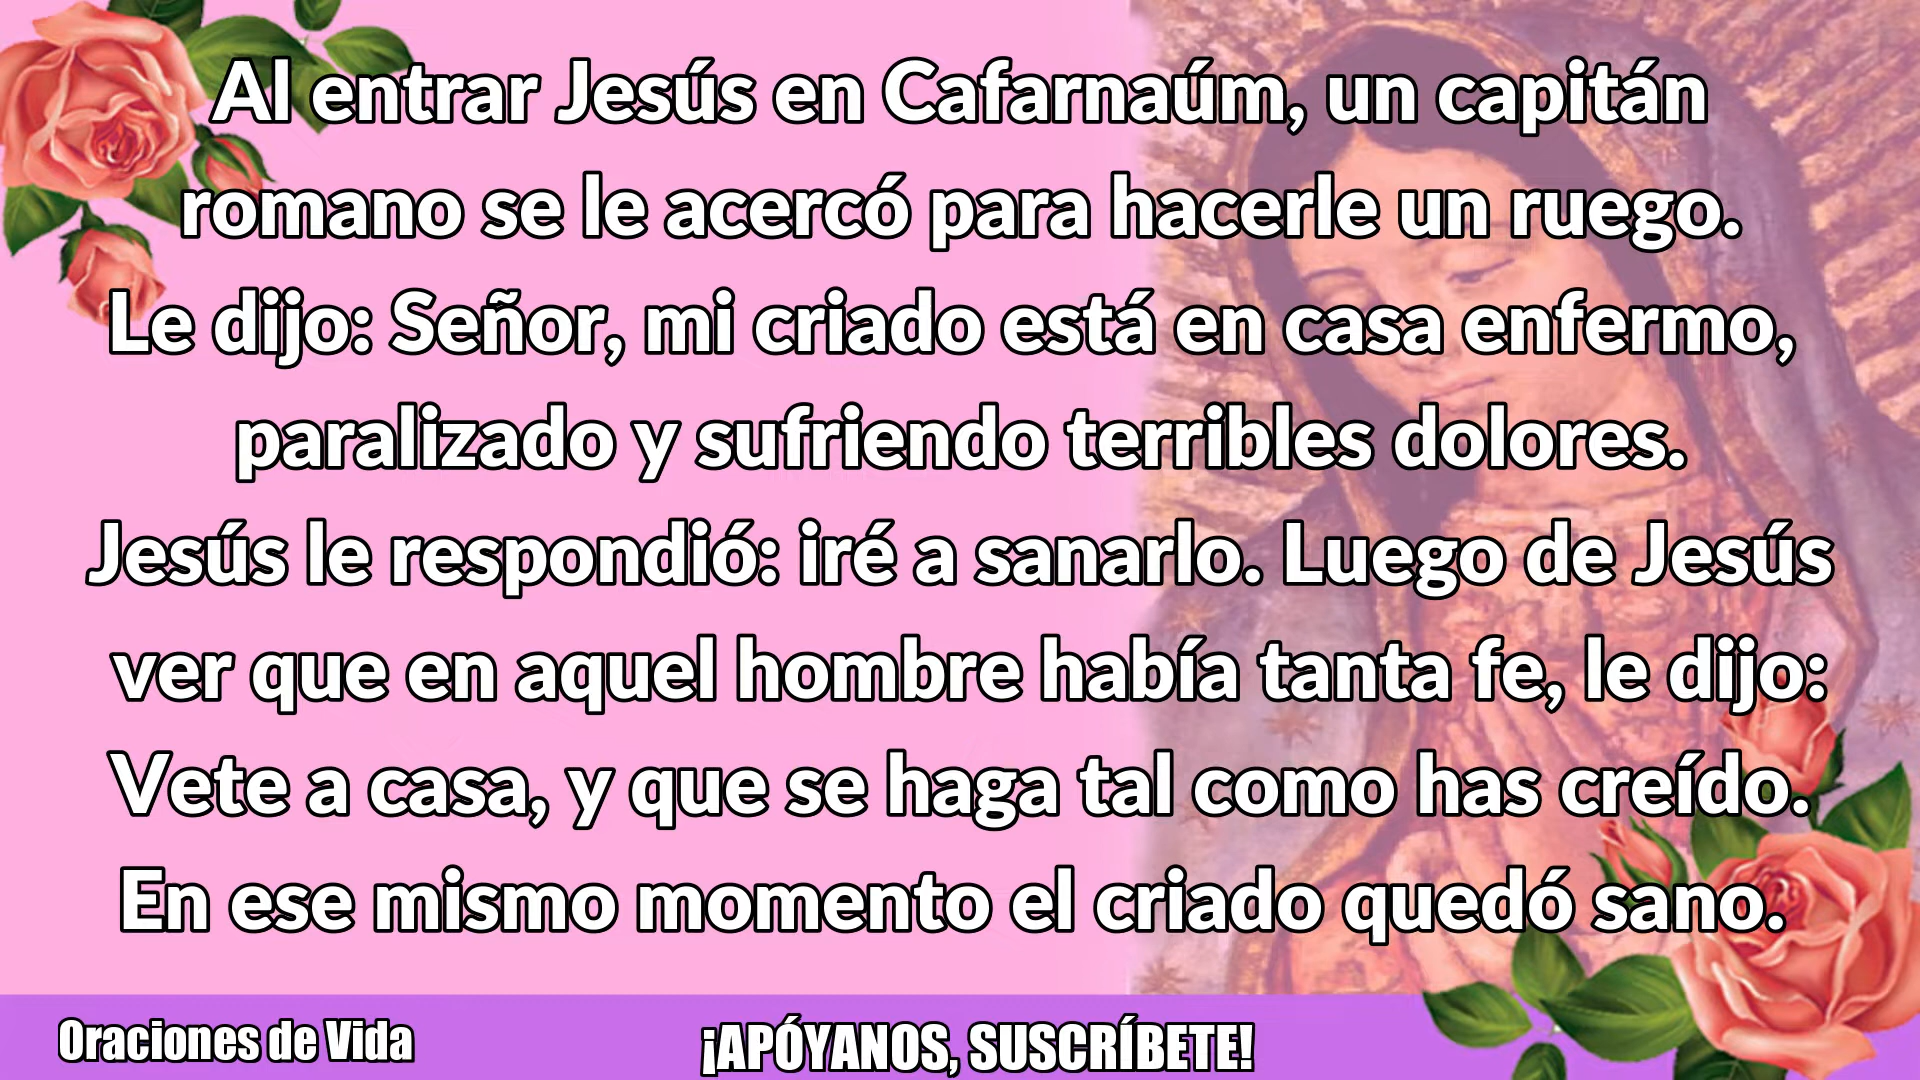 Al entrar Jesús en Cafarnaúm, un capitán
romano se le acercó para hacerle un ruego.
Le dijo: Señor, mi criado está en casa enfermo,
paralizado y sufriendo terribles dolores.
Jesús le respondió: iré a sanarlo. Luego de Jesús
ver que en aquel hombre había tanta fe, le dijo:
Vete a casa, y que se haga tal como has creído.
En ese mismo momento el criado quedó sano.
Oraciones de Vida
¡APÓYANOS, SUSCRÍBETE!